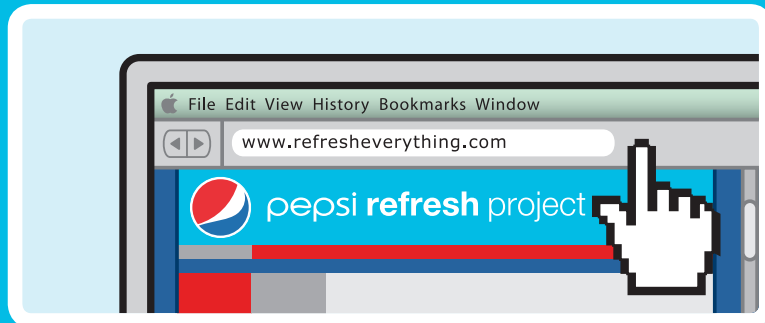 File Edit View History Bookmarks Window
www.refresheverything.com
pepsi refresh project